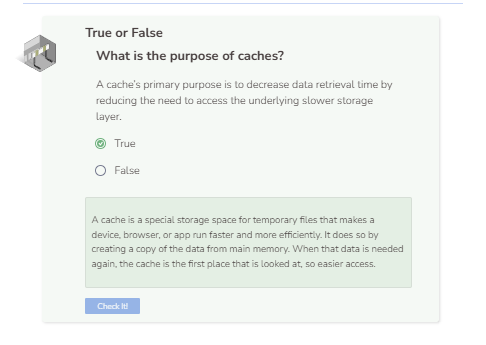 True or False
What is the purpose of caches?
A cache's primary purpose is to decrease data retrieval time by
reducing the need to access the underlying slower storage
layer.
True
False
A cache is a special storage space for temporary files that makes a
device, browser, or app run faster and more efficiently. It does so by
creating a copy of the data from main memory. When that data is needed
again, the cache is the first place that is looked at, so easier access.
Check It!